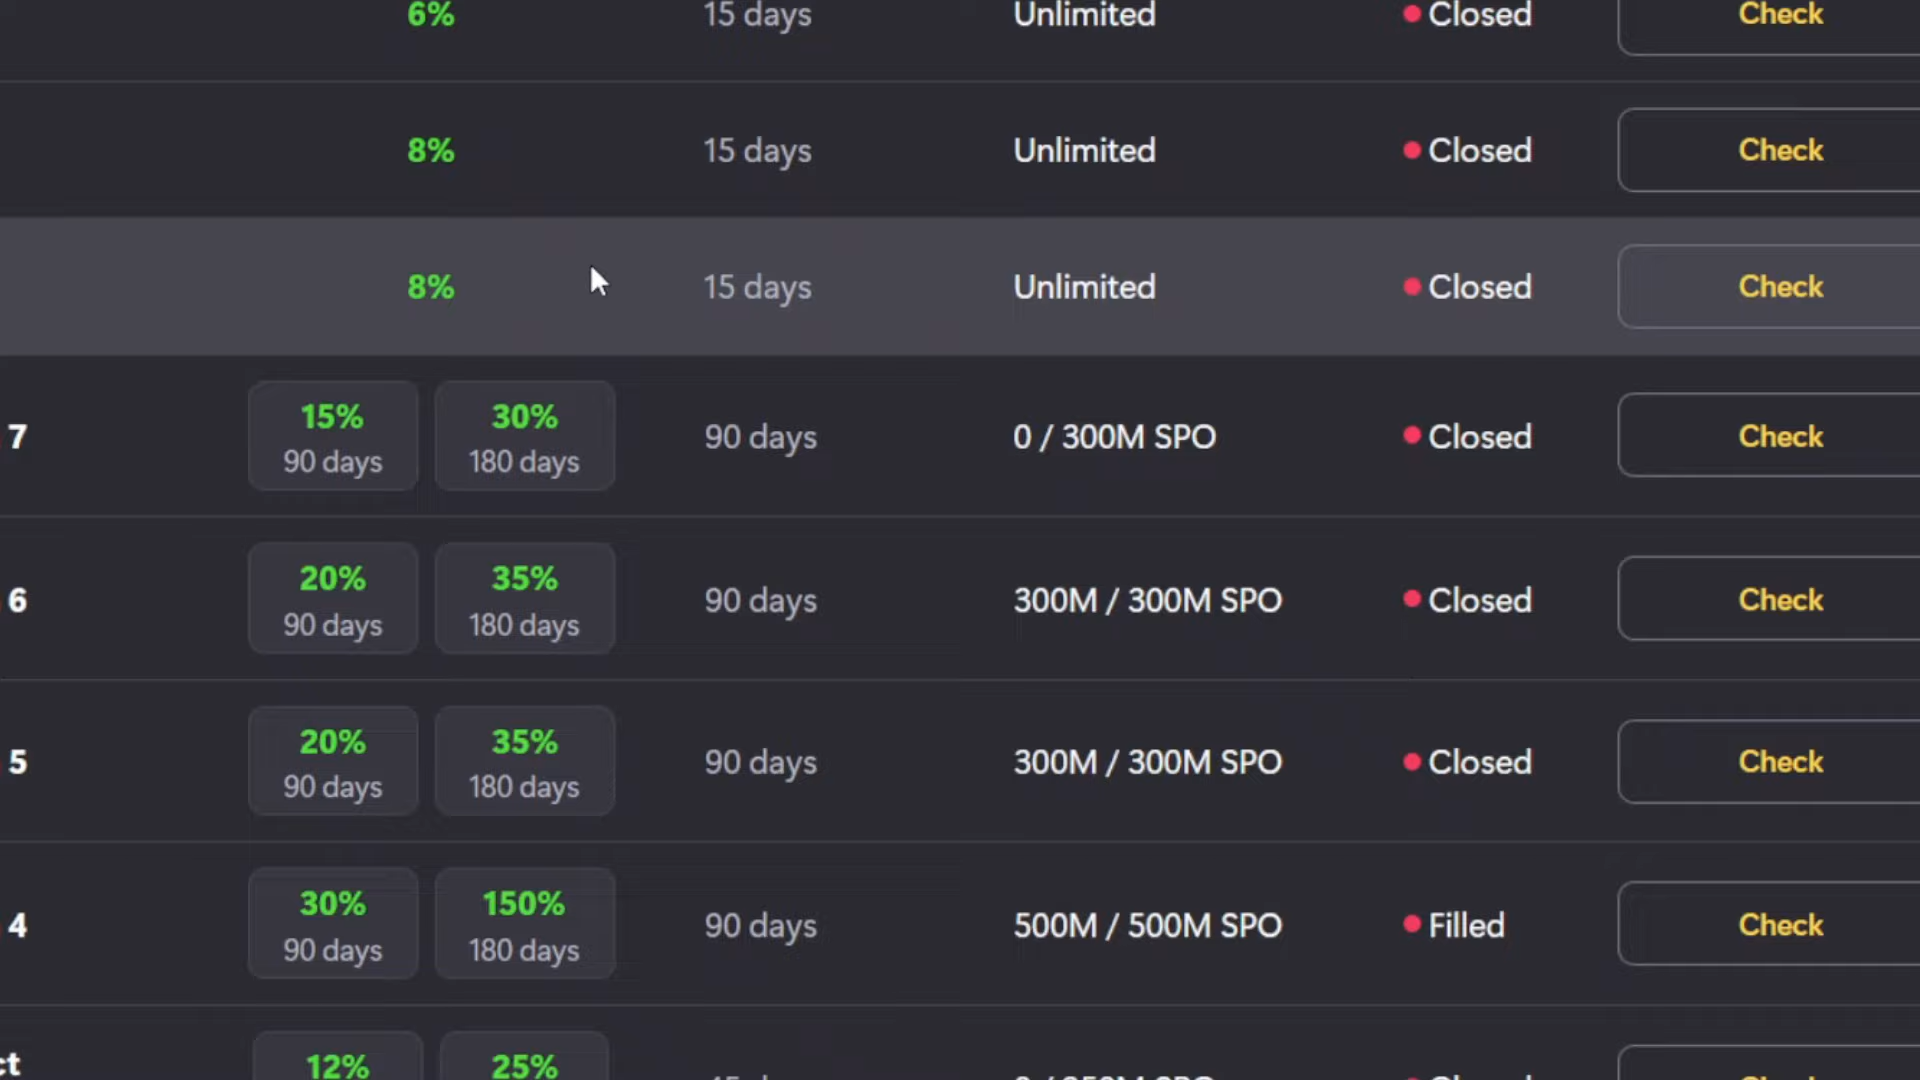 6% 15 days Unlimited Closed Check
8% 15 days Unlimited Closed Check
8% 15 days Unlimited Closed Check
7 15% 90 days 30% 180 days 90 days 0 / 300M SPO Closed Check
6 20% 90 days 35% 180 days 90 days 300M / 300M SPO Closed Check
5 20% 90 days 35% 180 days 90 days 300M / 300M SPO Closed Check
4 30% 90 days 150% 180 days 90 days 500M / 500M SPO Filled Check
ct 12% 25%